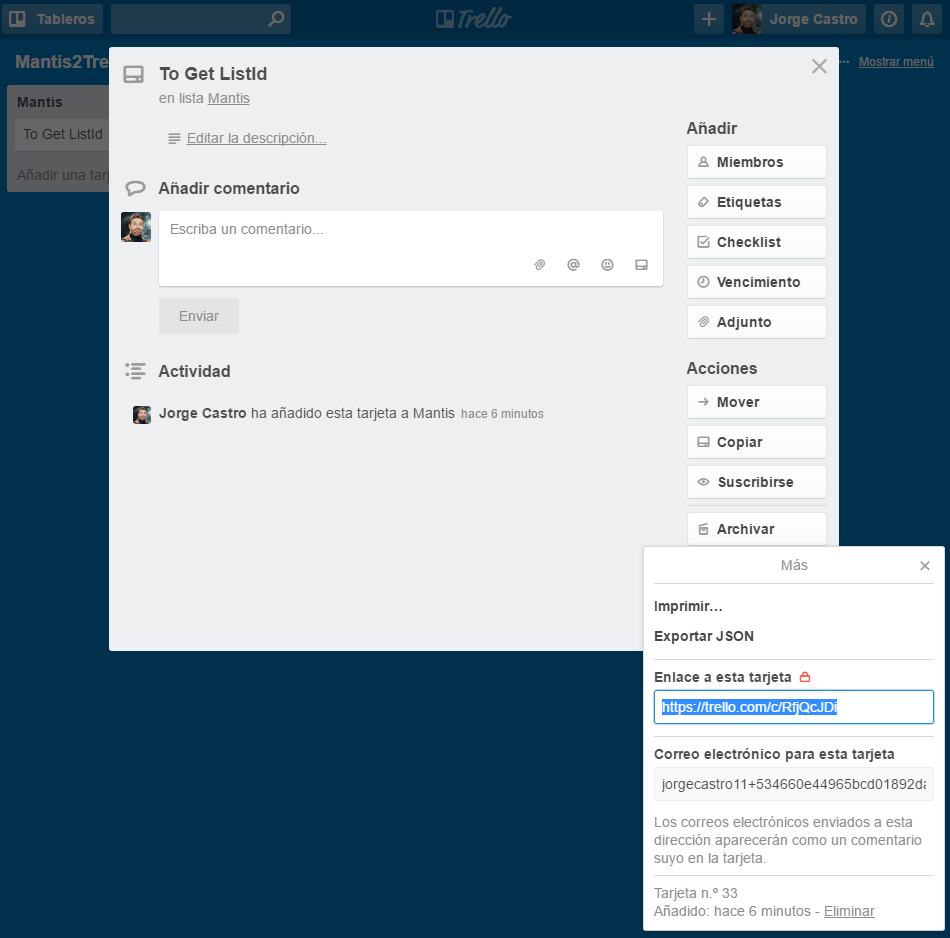 Tableros
Trello
Jorge Castro
Mantis2Tre
Mostrar menú
Mantis
To Get ListId
Añadir una tarj
To Get ListId
en lista Mantis
Editar la descripción...
Añadir comentario
Escriba un comentario...
Enviar
Actividad
Jorge Castro ha añadido esta tarjeta a Mantis hace 6 minutos
Añadir
Miembros
Etiquetas
Checklist
Vencimiento
Adjunto
Acciones
Mover
Copiar
Suscribirse
Archivar
Más
Imprimir...
Exportar JSON
Enlace a esta tarjeta
https://trello.com/c/RfjQcJDi
Correo electrónico para esta tarjeta
jorgecastro11+534660e44965bcd01892da
Los correos electrónicos enviados a esta
dirección aparecerán como un comentario
suyo en la tarjeta.
Tarjeta n.º 33
Añadido: hace 6 minutos - Eliminar